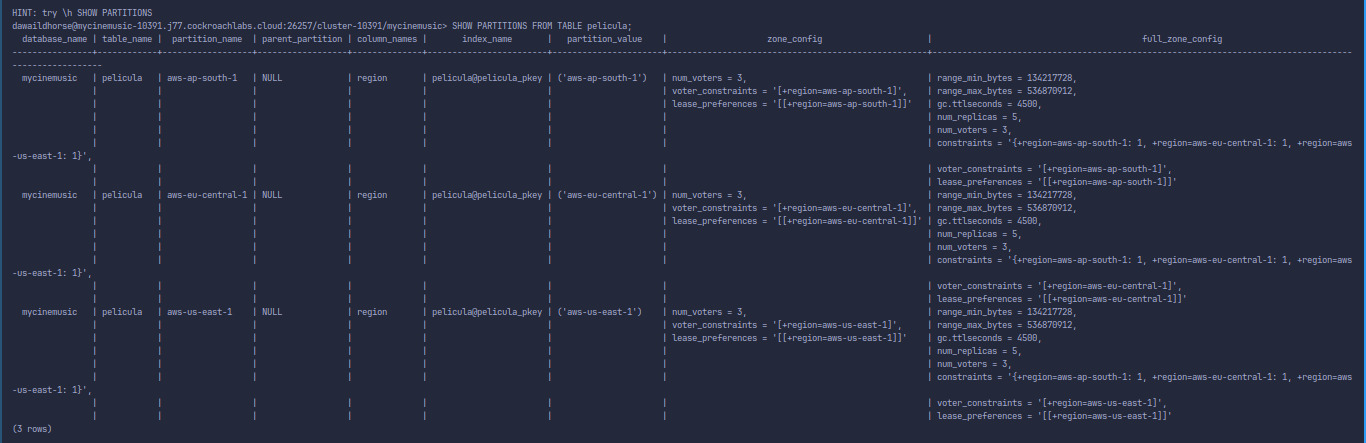 HINT: try \h SHOW PARTITIONS
dawaildhorse@mycinemusic-10391.j77.cockroachlabs.cloud:26257/cluster-10391/mycinemusic> SHOW PARTITIONS FROM TABLE pelicula;
database_name | table_name | partition_name | parent_partition | column_names | index_name | partition_value | zone_config | full_zone_config
mycinemusic | pelicula | aws-ap-south-1 | NULL | region | pelicula@pelicula_pkey | ('aws-ap-south-1') | num_voters = 3, | range_min_bytes = 134217728,
| | | | | | | voter_constraints = '[+region=aws-ap-south-1]', | range_max_bytes = 536870912,
| | | | | | | lease_preferences = '[[+region=aws-ap-south-1]]' | gc.ttlseconds = 4500,
| | | | | | | | num_replicas = 5,
| | | | | | | | num_voters = 3,
| | | | | | | | constraints = '{+region=aws-ap-south-1: 1, +region=aws-eu-central-1: 1, +region=aws
-us-east-1: 1}',
| | | | | | | | voter_constraints = '[+region=aws-ap-south-1]',
| | | | | | | | lease_preferences = '[[+region=aws-ap-south-1]]'
mycinemusic | pelicula | aws-eu-central-1 | NULL | region | pelicula@pelicula_pkey | ('aws-eu-central-1') | num_voters = 3, | range_min_bytes = 134217728,
| | | | | | | voter_constraints = '[+region=aws-eu-central-1]', | range_max_bytes = 536870912,
| | | | | | | lease_preferences = '[[+region=aws-eu-central-1]]' | gc.ttlseconds = 4500,
| | | | | | | | num_replicas = 5,
| | | | | | | | num_voters = 3,
| | | | | | | | constraints = '{+region=aws-ap-south-1: 1, +region=aws-eu-central-1: 1, +region=aws
-us-east-1: 1}',
| | | | | | | | voter_constraints = '[+region=aws-eu-central-1]',
| | | | | | | | lease_preferences = '[[+region=aws-eu-central-1]]'
mycinemusic | pelicula | aws-us-east-1 | NULL | region | pelicula@pelicula_pkey | ('aws-us-east-1') | num_voters = 3, | range_min_bytes = 134217728,
| | | | | | | voter_constraints = '[+region=aws-us-east-1]', | range_max_bytes = 536870912,
| | | | | | | lease_preferences = '[[+region=aws-us-east-1]]' | gc.ttlseconds = 4500,
| | | | | | | | num_replicas = 5,
| | | | | | | | num_voters = 3,
| | | | | | | | constraints = '{+region=aws-ap-south-1: 1, +region=aws-eu-central-1: 1, +region=aws
-us-east-1: 1}',
| | | | | | | | voter_constraints = '[+region=aws-us-east-1]',
| | | | | | | | lease_preferences = '[[+region=aws-us-east-1]]'
(3 rows)